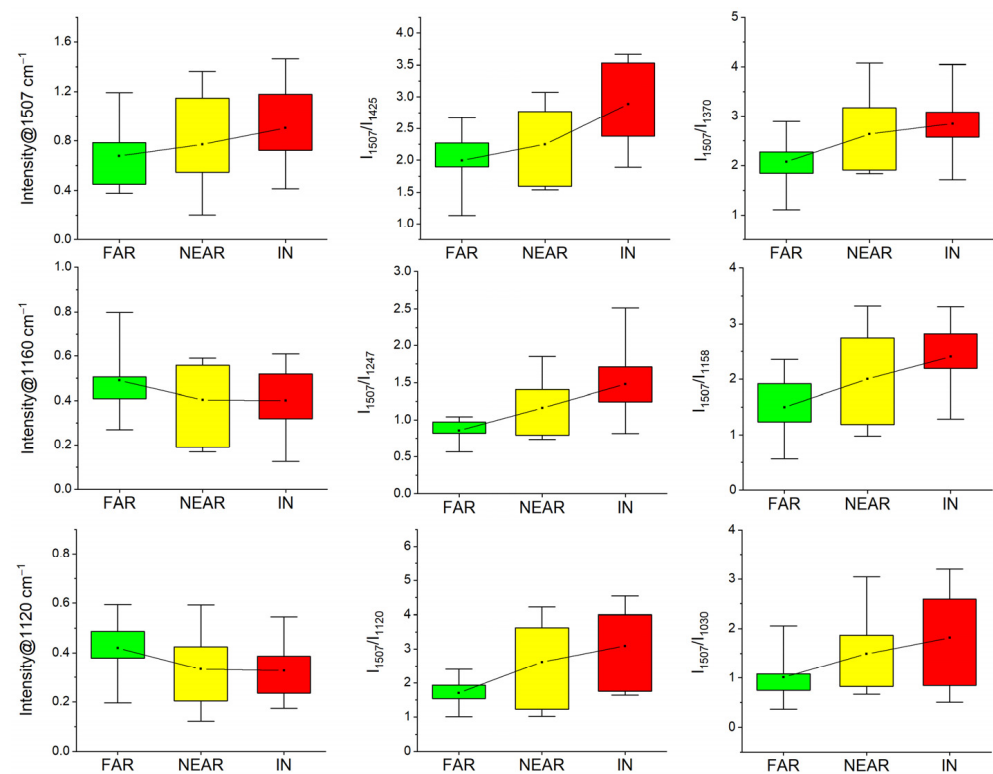 Intensity@1507 cm⁻¹
1.6
1.2
0.8
0.4
0.0
FAR NEAR IN
I₁₅₀₇/I₁₄₂₅
4.0
3.5
3.0
2.5
2.0
1.5
1.0
FAR NEAR IN
I₁₅₀₇/I₁₃₇₀
5
4
3
2
1
FAR NEAR IN
Intensity@1160 cm⁻¹
1.0
0.8
0.6
0.4
0.2
0.0
FAR NEAR IN
I₁₅₀₇/I₁₂₄₇
3.0
2.5
2.0
1.5
1.0
0.5
0.0
FAR NEAR IN
I₁₅₀₇/I₁₁₅₈
4
3
2
1
0
FAR NEAR IN
Intensity@1120 cm⁻¹
0.8
0.6
0.4
0.2
0.0
FAR NEAR IN
I₁₅₀₇/I₁₁₂₀
6
5
4
3
2
1
0
FAR NEAR IN
I₁₅₀₇/I₁₀₃₀
4
3
2
1
0
FAR NEAR IN